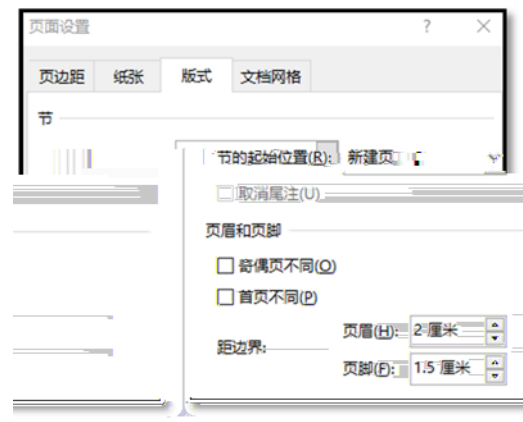 页面设置 ? ×
页边距 纸张 版式 文档网格
节
节的起始位置(R): 新建页
取消尾注(U)
页眉和页脚
奇偶页不同(O)
首页不同(P)
页眉(H): 2 厘米
距边界:
页脚(F): 1.5 厘米